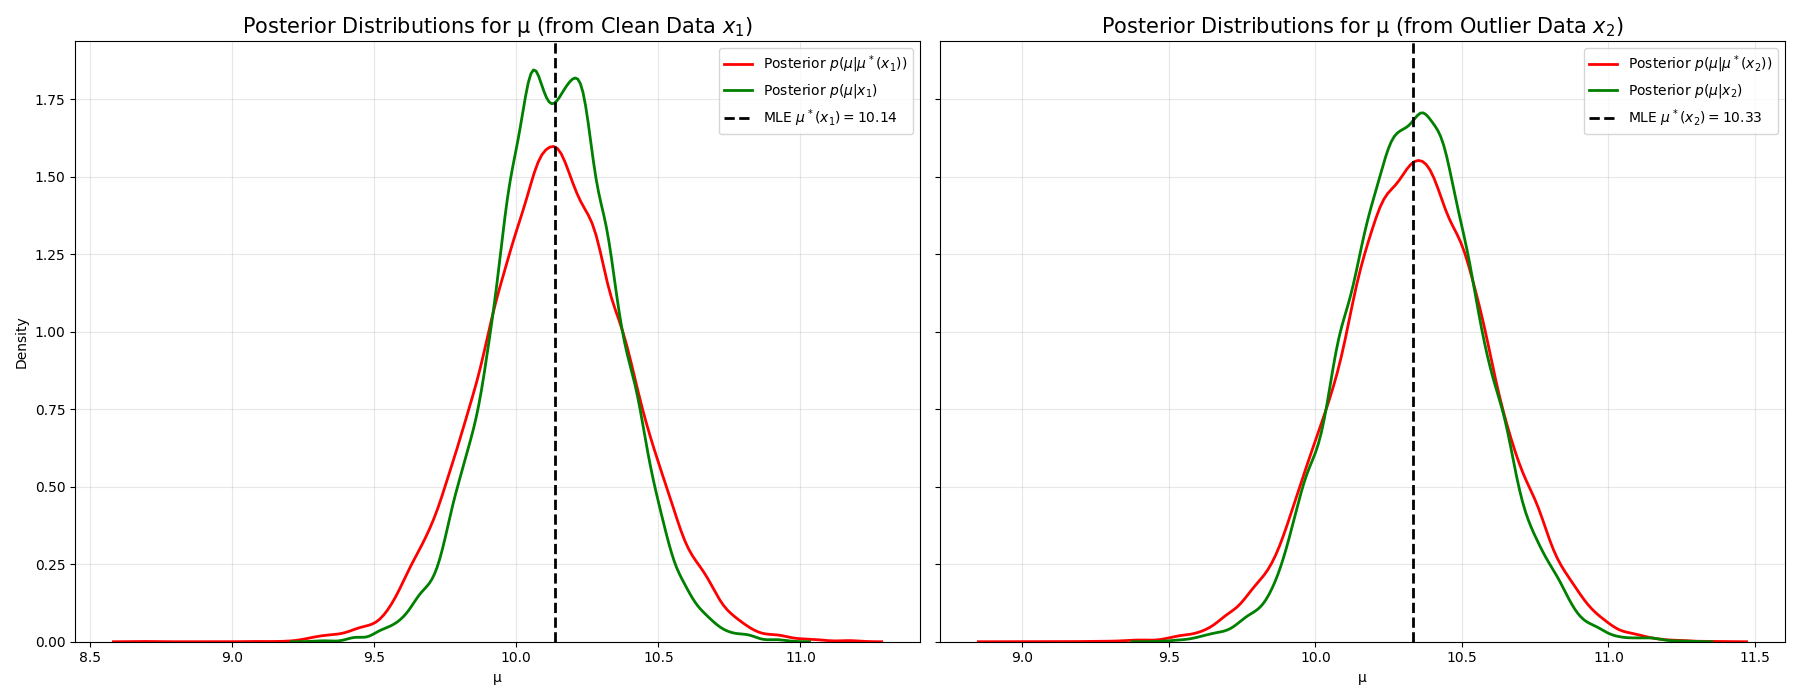 Posterior Distributions for μ (from Clean Data x₁)
Posterior p(μ|μ*(x₁))
Posterior p(μ|x₁)
MLE μ*(x₁) = 10.14
Density
1.75
1.50
1.25
1.00
0.75
0.50
0.25
0.00
8.5 9.0 9.5 10.0 10.5 11.0
μ
Posterior Distributions for μ (from Outlier Data x₂)
Posterior p(μ|μ*(x₂))
Posterior p(μ|x₂)
MLE μ*(x₂) = 10.33
9.0 9.5 10.0 10.5 11.0 11.5
μ